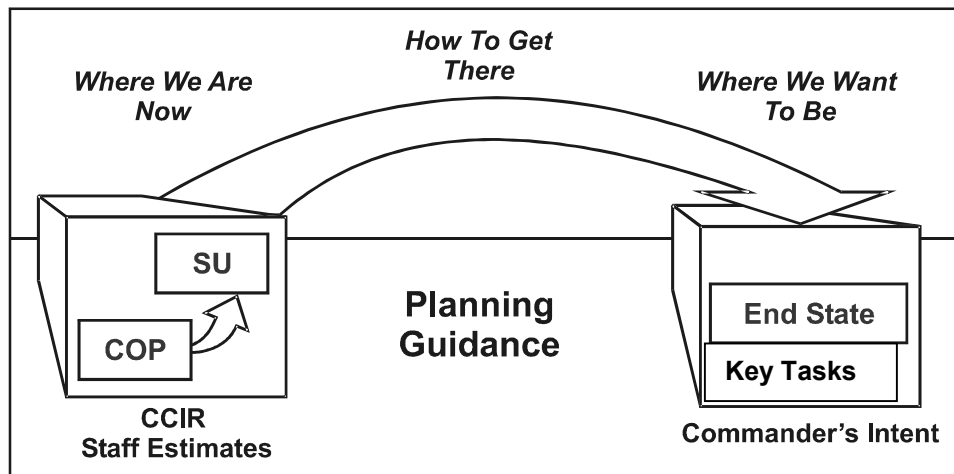 How To Get
There
Where We Are
Now
Where We Want
To Be
SU
COP
Planning
Guidance
End State
Key Tasks
CCIR
Staff Estimates
Commander's Intent